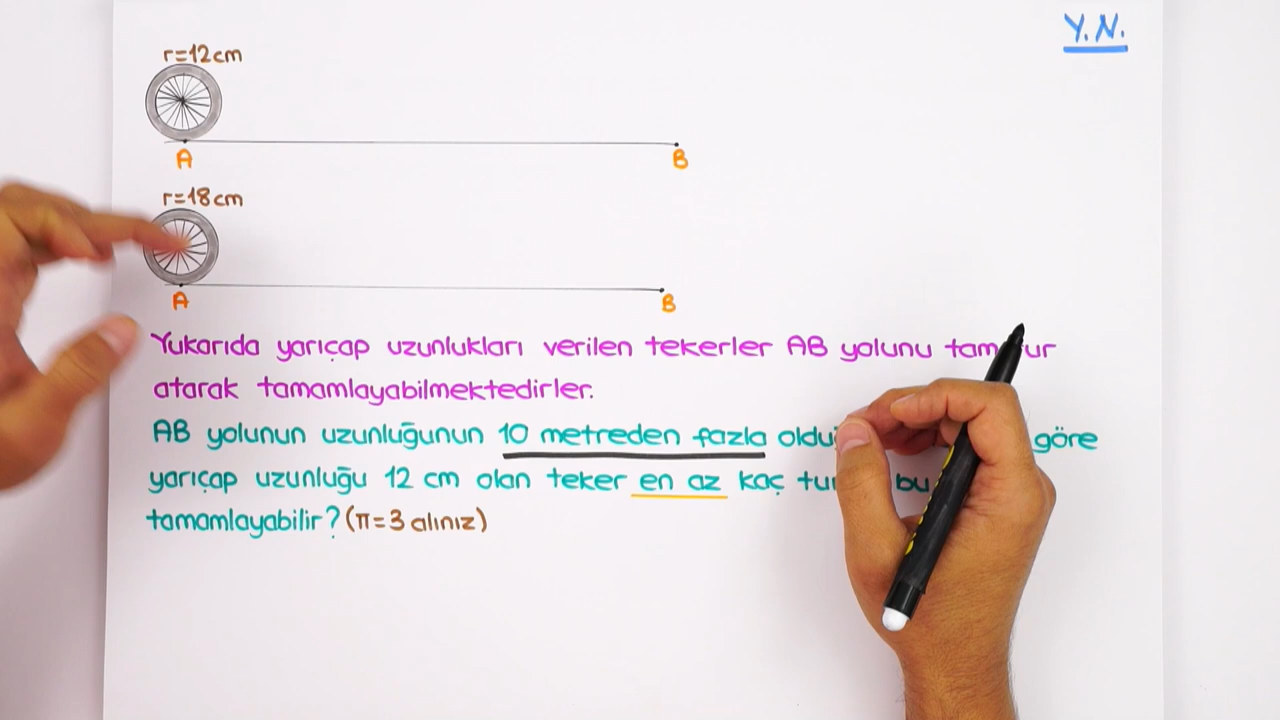 Y.N.
r=12cm
A B
r=18cm
A B
Yukarıda yarıçap uzunlukları verilen tekerler AB yolunu tam
atarak tamamlayabilmektedirler.
AB yolunun uzunluğunun 10 metreden fazla göre
yarıçap uzunluğu 12 cm olan teker en az kaç bu
tamamlayabilir? (π=3 alınız)